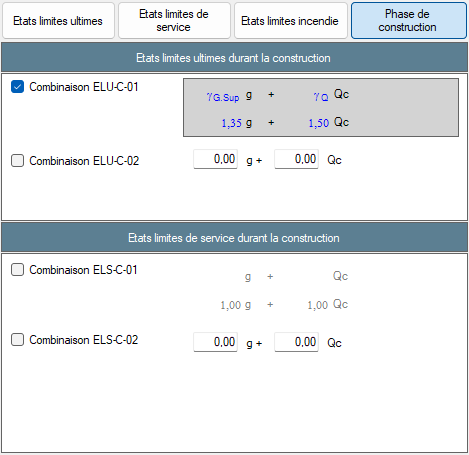 Etats limites ultimes
Etats limites de
service
Etats limites incendie
Phase de
construction
Etats limites ultimes durant la construction
Combinaison ELU-C-01
γG.Sup g + γQ Qc
1,35 g + 1,50 Qc
Combinaison ELU-C-02
0,00 g + 0,00 Qc
Etats limites de service durant la construction
Combinaison ELS-C-01
g + Qc
1,00 g + 1,00 Qc
Combinaison ELS-C-02
0,00 g + 0,00 Qc